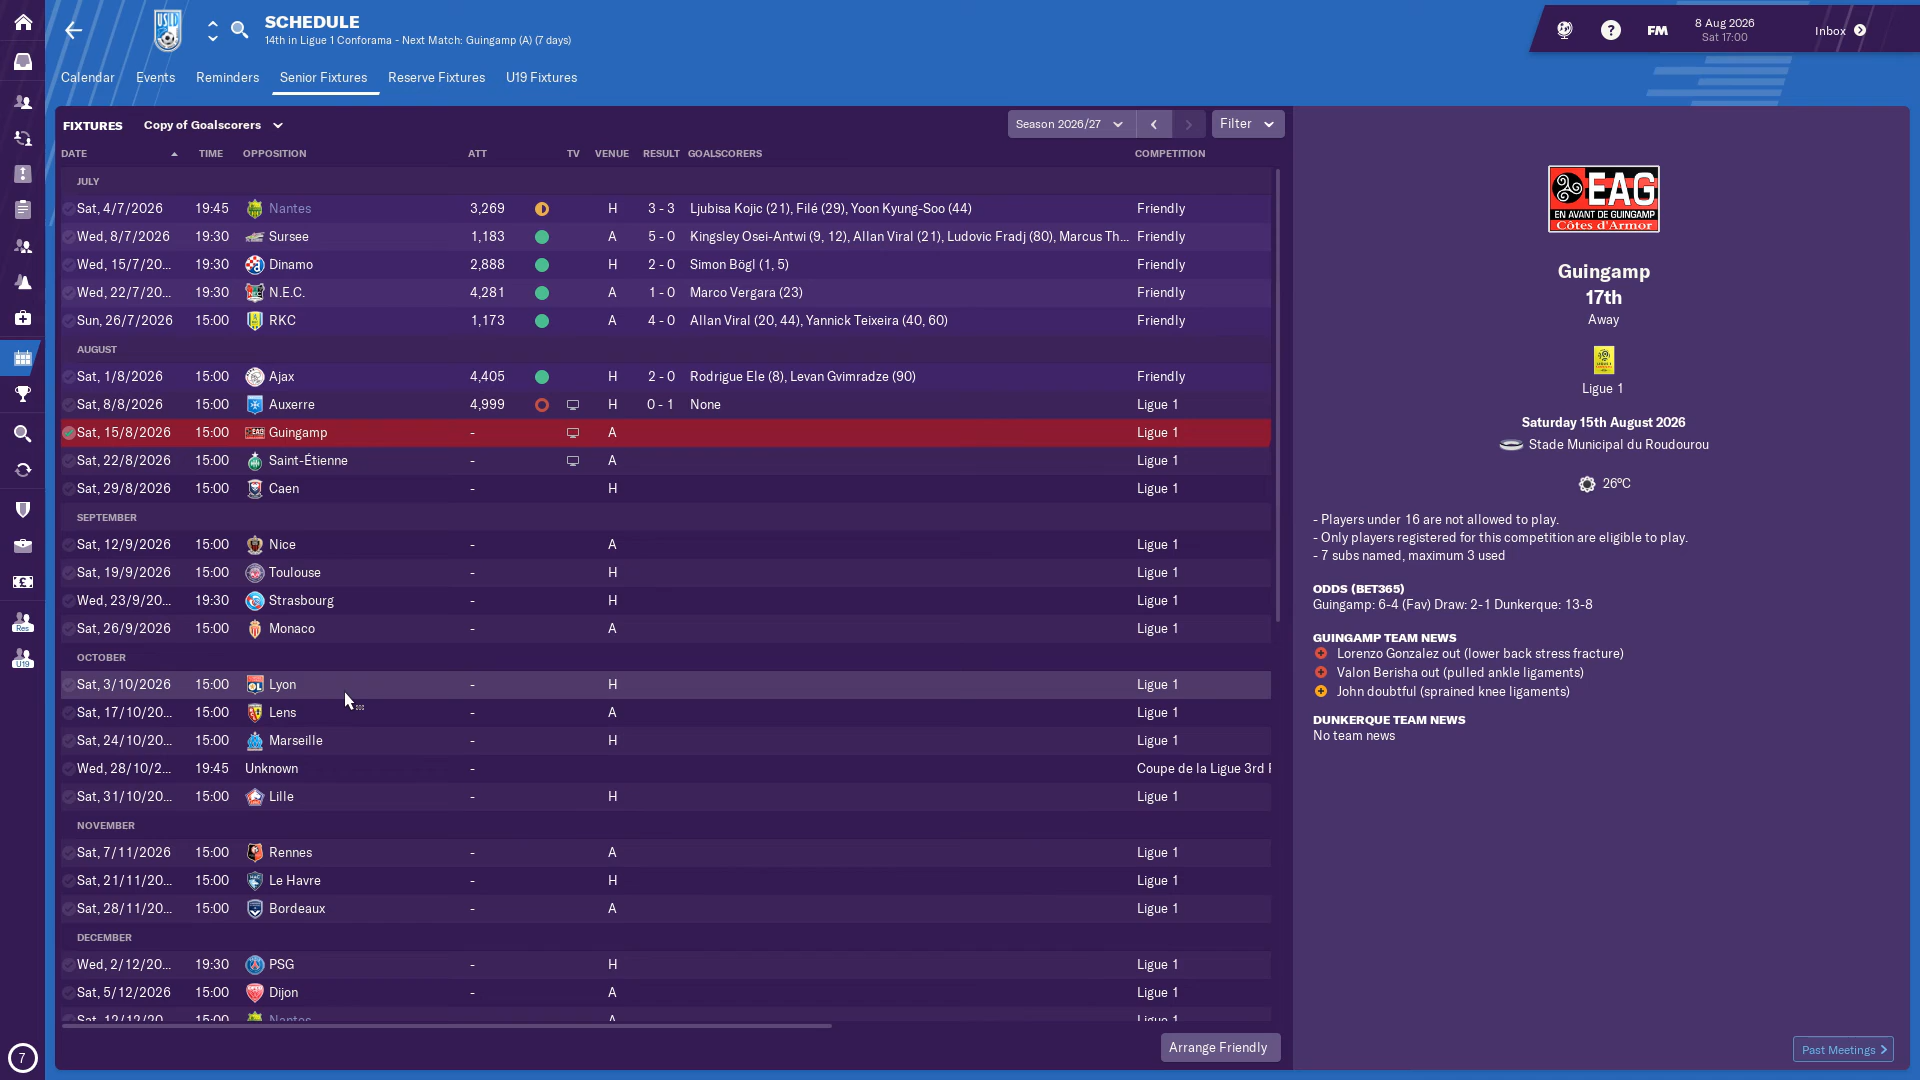 SCHEDULE
14th in Ligue 1 Conforama - Next Match: Guingamp (A) (7 days)
FM
8 Aug 2026
Sat 17:00
Inbox
Calendar Events Reminders Senior Fixtures Reserve Fixtures U19 Fixtures
FIXTURES Copy of Goalscorers Season 2026/27 Filter
DATE TIME OPPOSITION ATT TV VENUE RESULT GOALSCORERS COMPETITION
JULY
Sat, 4/7/2026 19:45 Nantes 3,269 H 3 - 3 Ljubisa Kojic (21), Filé (29), Yoon Kyung-Soo (44) Friendly
Wed, 8/7/2026 19:30 Sursee 1,183 A 5 - 0 Kingsley Osei-Antwi (9, 12), Allan Viral (21), Ludovic Fradj (80), Marcus Th... Friendly
Wed, 15/7/20... 19:30 Dinamo 2,888 H 2 - 0 Simon Bögl (1, 5) Friendly
Wed, 22/7/20... 19:30 N.E.C. 4,281 A 1 - 0 Marco Vergara (23) Friendly
Sun, 26/7/2026 15:00 RKC 1,173 A 4 - 0 Allan Viral (20, 44), Yannick Teixeira (40, 60) Friendly
AUGUST
Sat, 1/8/2026 15:00 Ajax 4,405 H 2 - 0 Rodrigue Ele (8), Levan Gvimradze (90) Friendly
Sat, 8/8/2026 15:00 Auxerre 4,999 H 0 - 1 None Ligue 1
Sat, 15/8/2026 15:00 Guingamp - A Ligue 1
Sat, 22/8/2026 15:00 Saint-Étienne - A Ligue 1
Sat, 29/8/2026 15:00 Caen - H Ligue 1
SEPTEMBER
Sat, 12/9/2026 15:00 Nice - A Ligue 1
Sat, 19/9/2026 15:00 Toulouse - H Ligue 1
Wed, 23/9/20... 19:30 Strasbourg - H Ligue 1
Sat, 26/9/2026 15:00 Monaco - A Ligue 1
OCTOBER
Sat, 3/10/2026 15:00 Lyon - H Ligue 1
Sat, 17/10/20... 15:00 Lens - A Ligue 1
Sat, 24/10/20... 15:00 Marseille - H Ligue 1
Wed, 28/10/2... 19:45 Unknown - Coupe de la Ligue 3rd
Sat, 31/10/20... 15:00 Lille - H Ligue 1
NOVEMBER
Sat, 7/11/2026 15:00 Rennes - A Ligue 1
Sat, 21/11/20... 15:00 Le Havre - H Ligue 1
Sat, 28/11/20... 15:00 Bordeaux - A Ligue 1
DECEMBER
Wed, 2/12/20... 19:30 PSG - H Ligue 1
Sat, 5/12/2026 15:00 Dijon - A Ligue 1
Sat, 12/12/20... 15:00 Nantes A Ligue 1
Arrange Friendly
Res
U19
7
EAG
EN AVANT DE GUINGAMP
Côtes d'Armor
Guingamp
17th
Away
Ligue 1
Saturday 15th August 2026
Stade Municipal du Roudourou
26ºC
- Players under 16 are not allowed to play.
- Only players registered for this competition are eligible to play.
- 7 subs named, maximum 3 used
ODDS (BET365)
Guingamp: 6-4 (Fav) Draw: 2-1 Dunkerque: 13-8
GUINGAMP TEAM NEWS
Lorenzo Gonzalez out (lower back stress fracture)
Valon Berisha out (pulled ankle ligaments)
John doubtful (sprained knee ligaments)
DUNKERQUE TEAM NEWS
No team news
Past Meetings